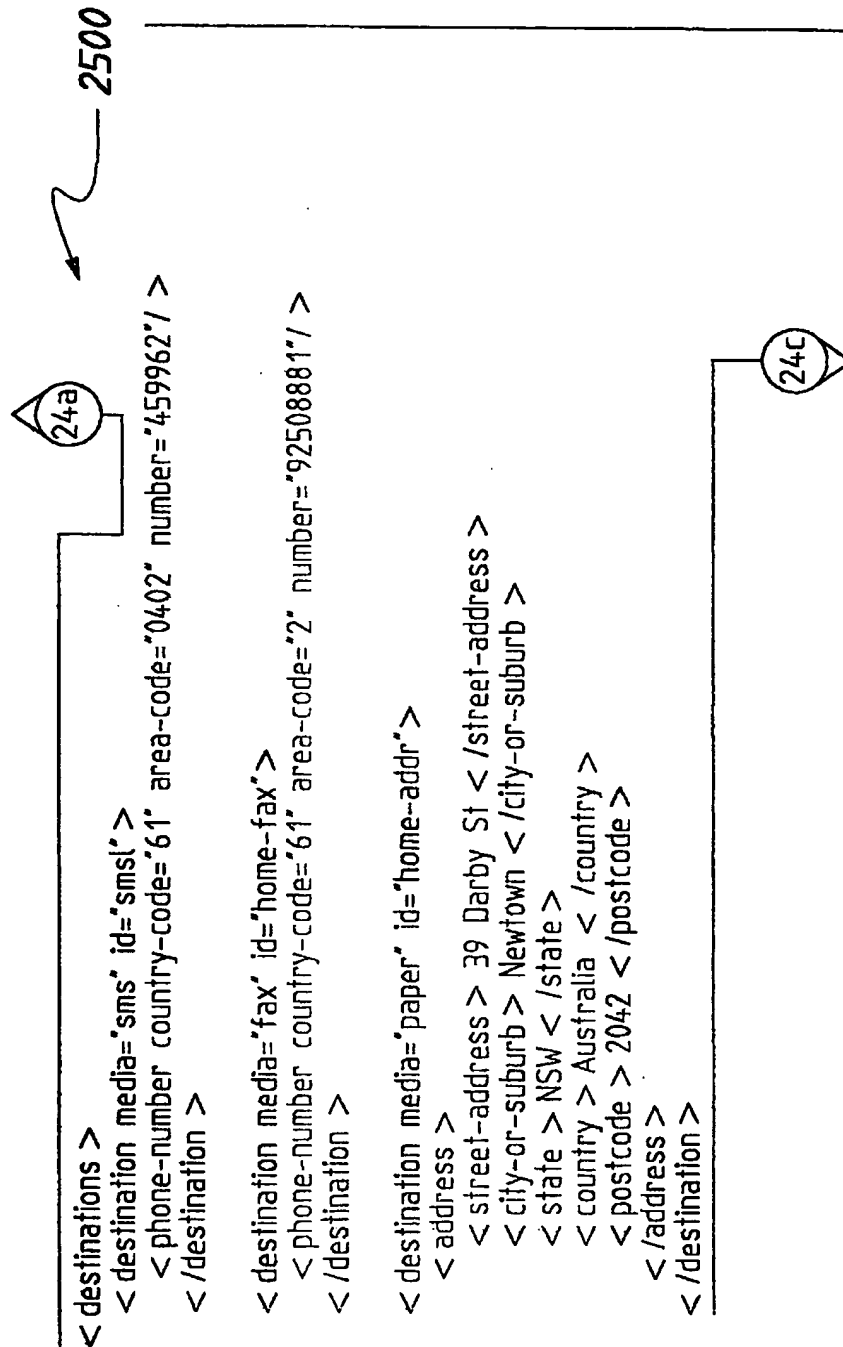 2500
24a
< destinations >
< destination media="sms" id="smsl" >
< phone-number country-code="61" area-code="0402" number="459962"/ >
< /destination >
< destination media="fax" id="home-fax" >
< phone-number country-code="61" area-code="2" number="92508881"/ >
< /destination >
< destination media="paper" id="home-addr">
< address >
< street-address > 39 Darby St < /street-address >
< city-or-suburb > Newtown < /city-or-suburb >
< state > NSW < /state >
< country > Australia < /country >
< postcode > 2042 < /postcode >
< /address >
< /destination >
24c